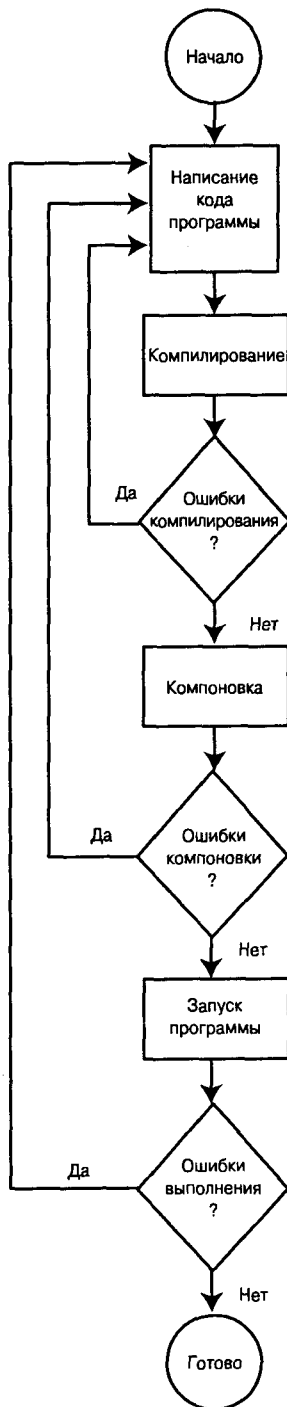 Начало
Написание
кода
программы
Компилирование
Да
Ошибки
компилирования
?
Нет
Компоновка
Да
Ошибки
компоновки
?
Нет
Запуск
программы
Да
Ошибки
выполнения
?
Нет
Готово